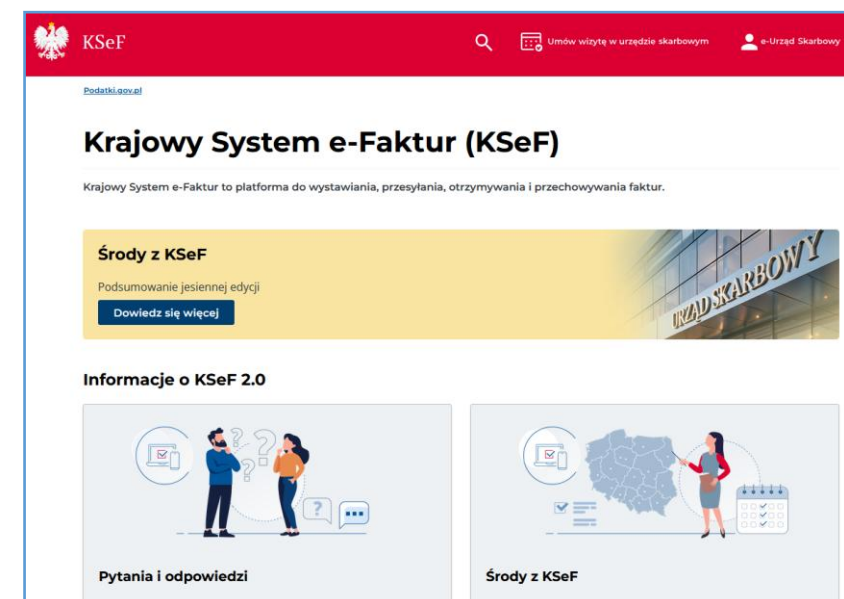 KSeF
Umów wizytę w urzędzie skarbowym
e-Urząd Skarbowy
Podatki.gov.pl
Krajowy System e-Faktur (KSeF)
Krajowy System e-Faktur to platforma do wystawiania, przesyłania, otrzymywania i przechowywania faktur.
Środy z KSeF
Podsumowanie jesiennej edycji
Dowiedz się więcej
URZĄD SKARBOWY
Informacje o KSeF 2.0
Pytania i odpowiedzi
Środy z KSeF